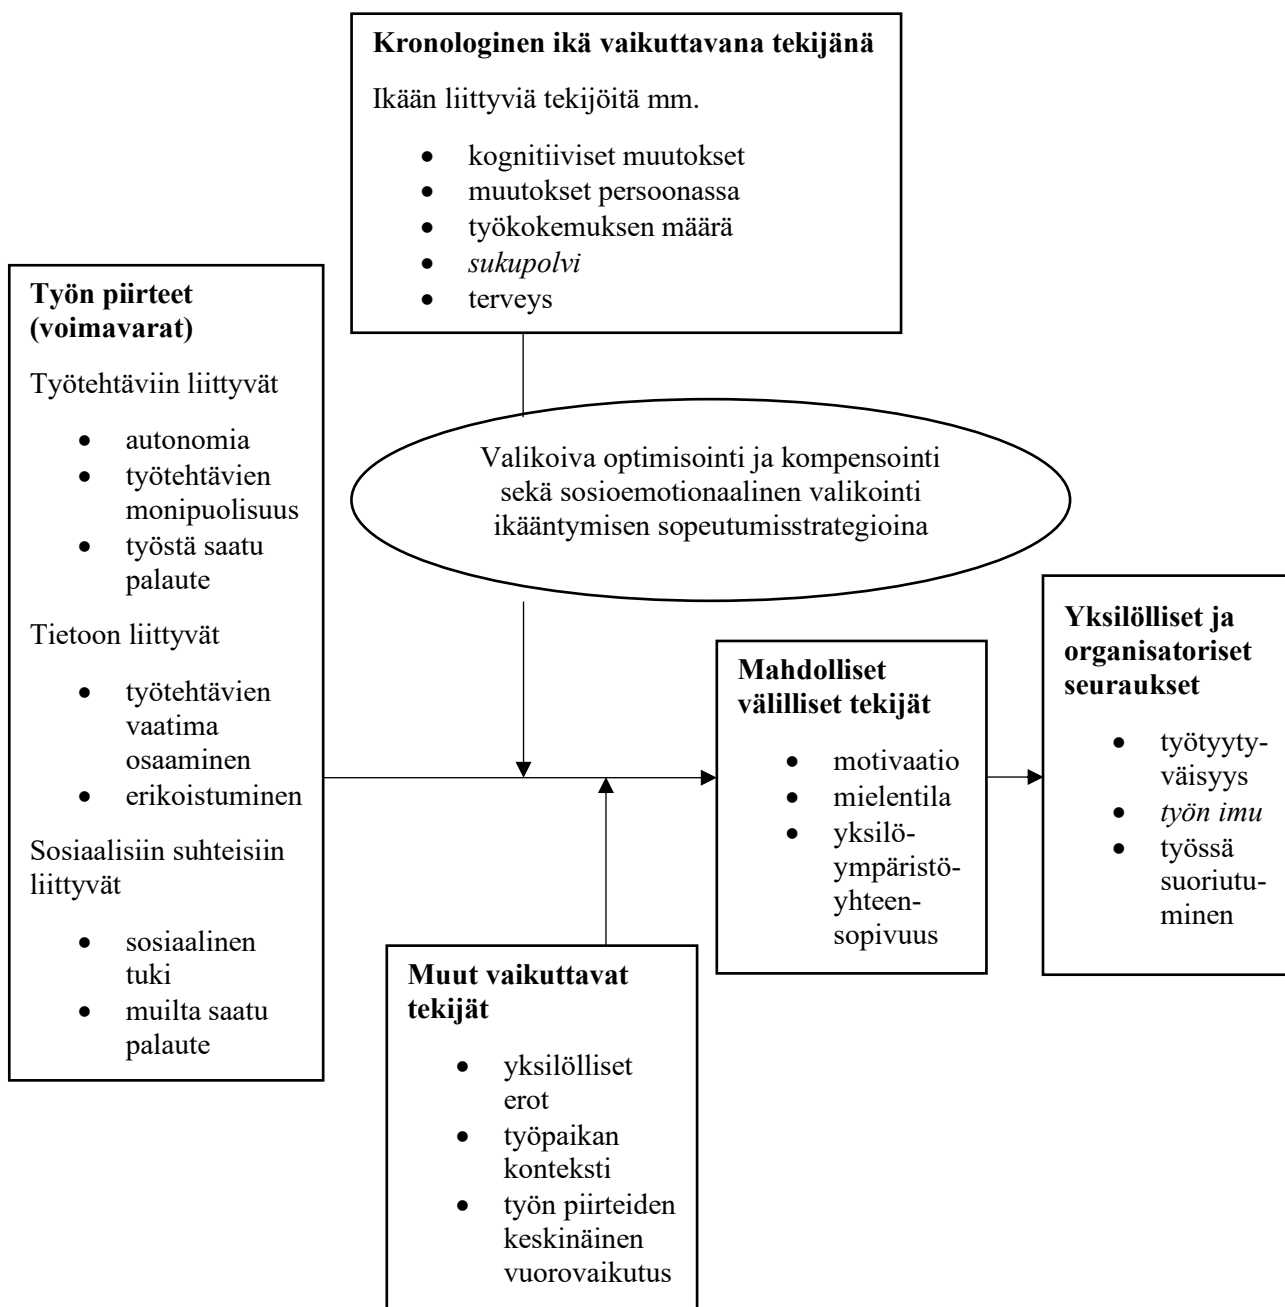 Kronologinen ikä vaikuttavana tekijänä
Ikään liittyviä tekijöitä mm.
• kognitiiviset muutokset
• muutokset persoonassa
• työkokemuksen määrä
• sukupolvi
• terveys
Työn piirteet
(voimavarat)
Työtehtäviin liittyvät
• autonomia
• työtehtävien
monipuolisuus
• työstä saatu
palaute
Tietoon liittyvät
• työtehtävien
vaatima
osaaminen
• erikoistuminen
Sosiaalisiin suhteisiin
liittyvät
• sosiaalinen
tuki
• muilta saatu
palaute
Valikoiva optimisointi ja kompensointi
sekä sosioemotionaalinen valikointi
ikääntymisen sopeutumisstrategioina
Mahdolliset
välilliset tekijät
• motivaatio
• mielentila
• yksilö-
ympäristö-
yhteen-
sopivuus
Yksilölliset ja
organisatoriset
seuraukset
• työtyyty-
väisyys
• työn imu
• työssä
suoriutu-
minen
Muut vaikuttavat
tekijät
• yksilölliset
erot
• työpaikan
konteksti
• työn piirteiden
keskinäinen
vuorovaikutus